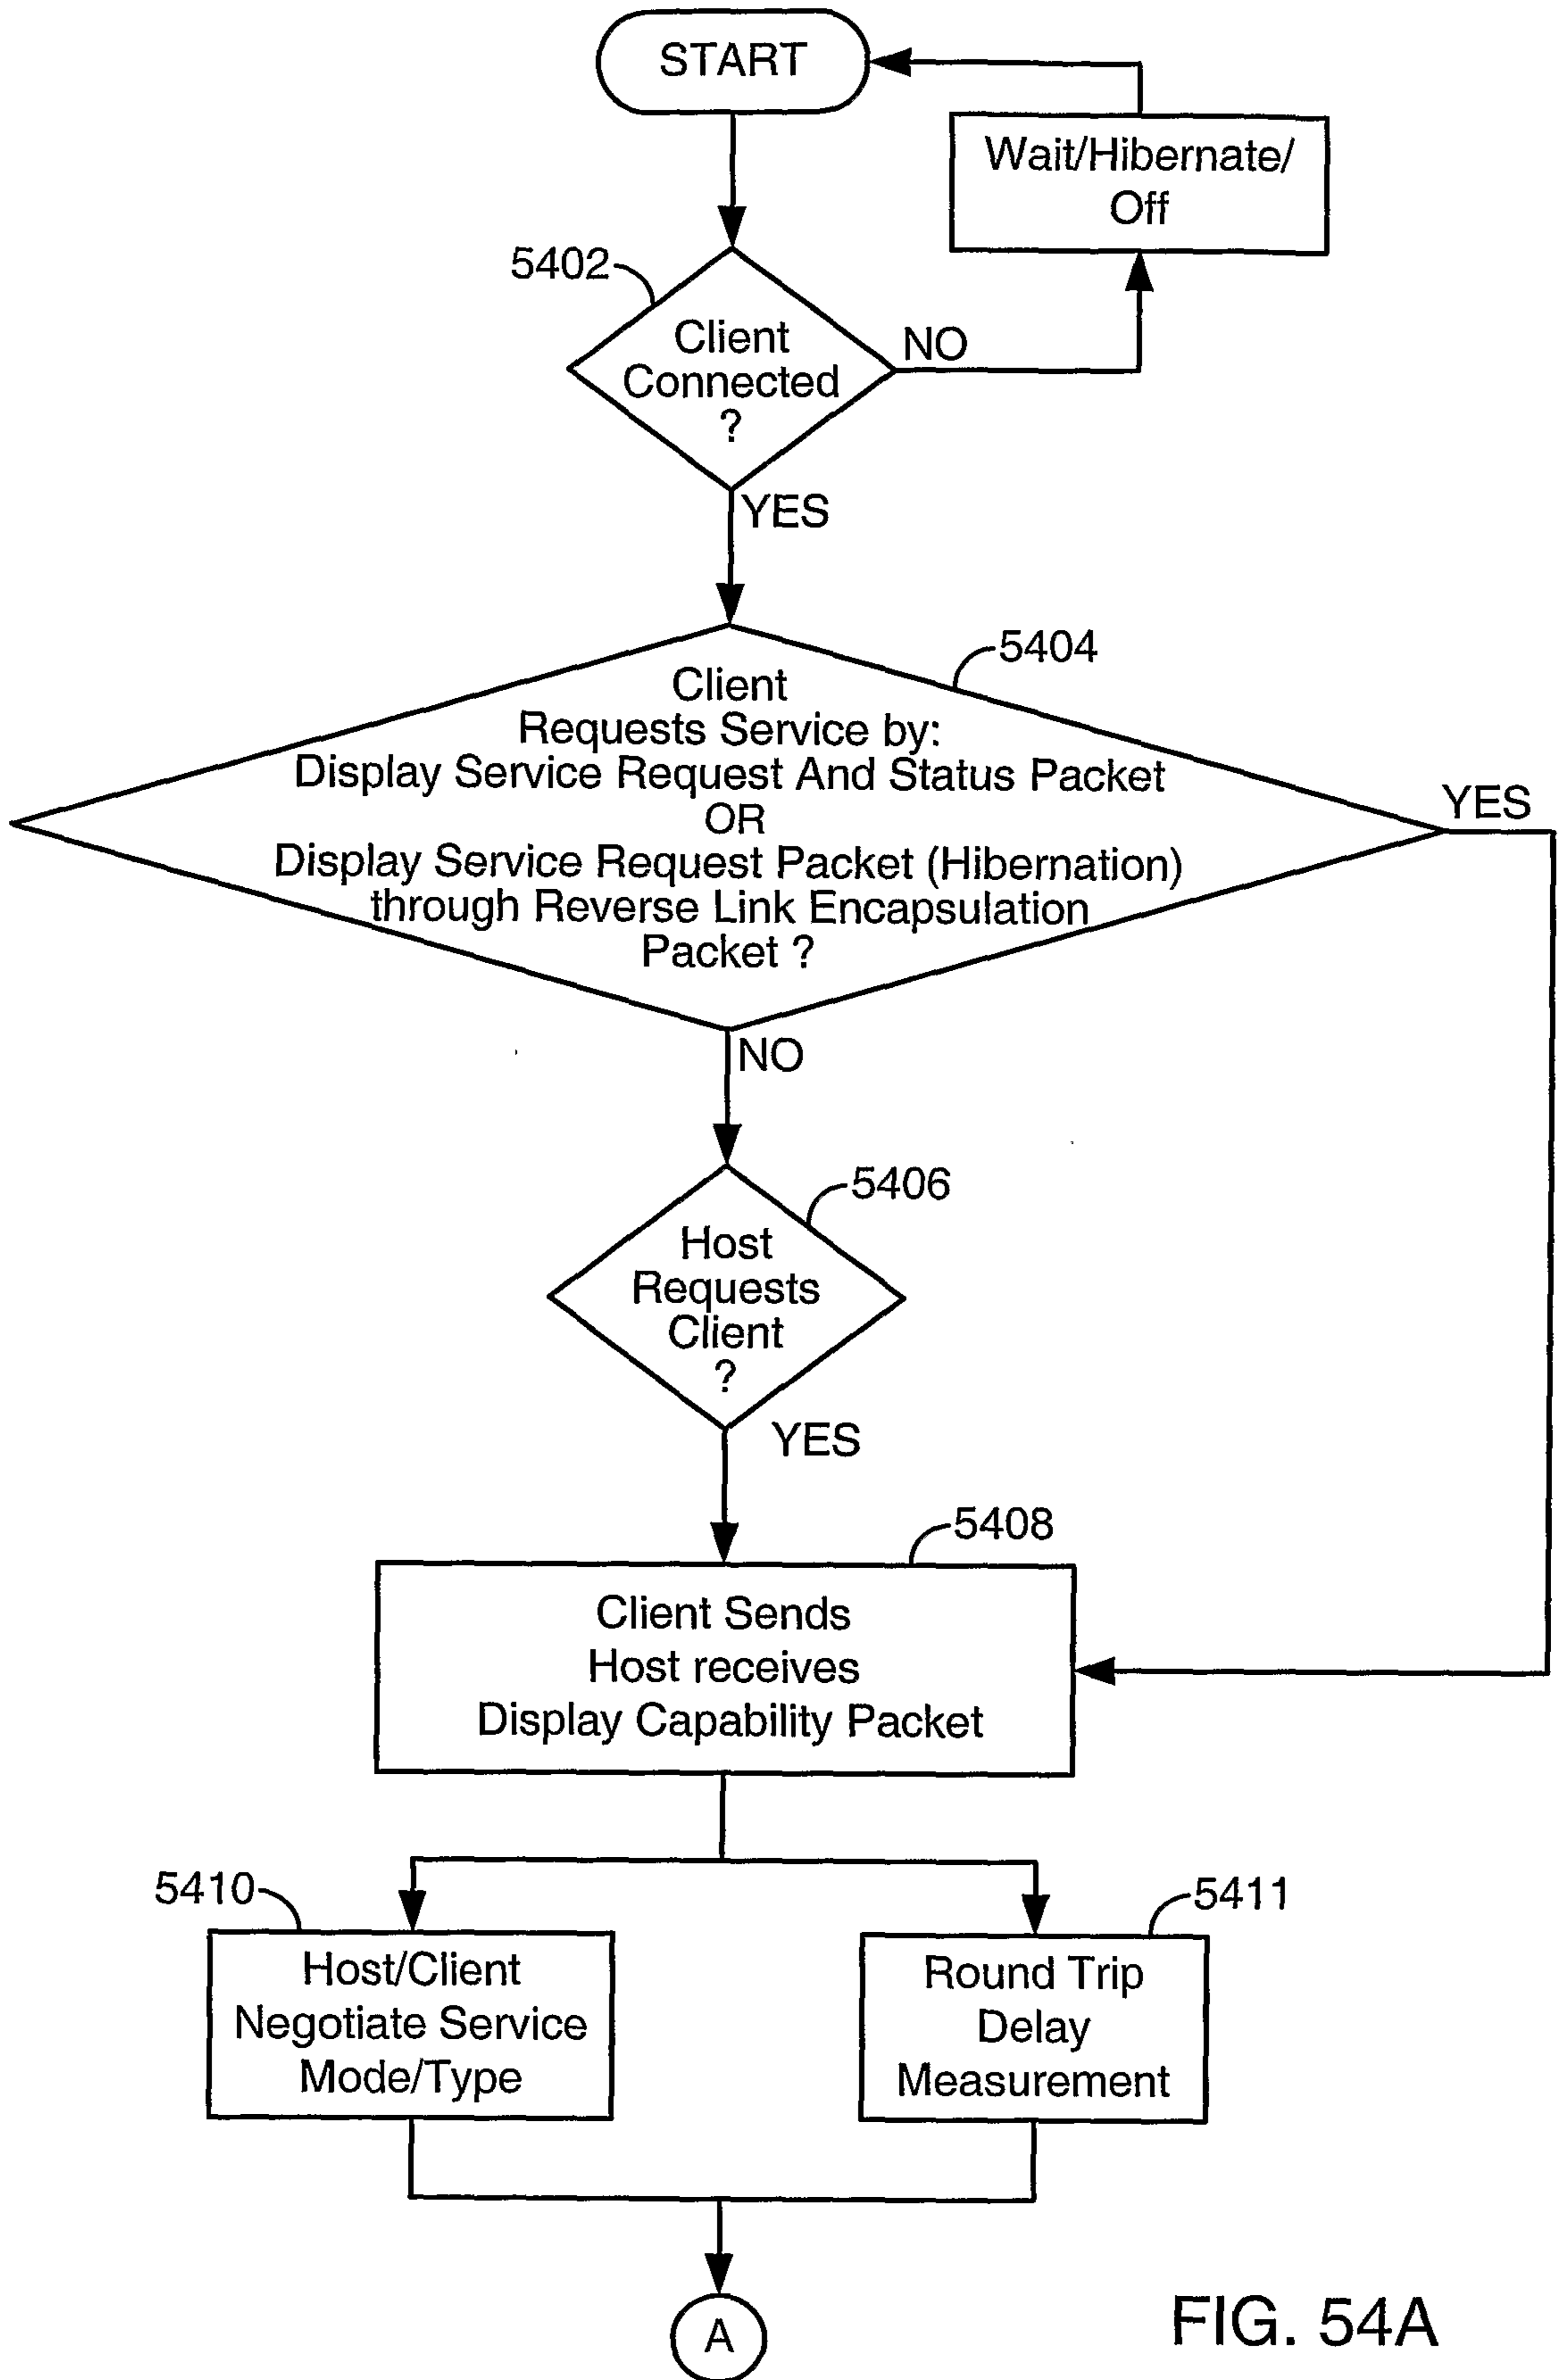 START
Wait/Hibernate/
Off
5402
Client
Connected
?
NO
YES
5404
Client
Requests Service by:
Display Service Request And Status Packet
OR
Display Service Request Packet (Hibernation)
through Reverse Link Encapsulation
Packet ?
YES
NO
5406
Host
Requests
Client
?
YES
5408
Client Sends
Host receives
Display Capability Packet
5410
Host/Client
Negotiate Service
Mode/Type
5411
Round Trip
Delay
Measurement
A
FIG. 54A